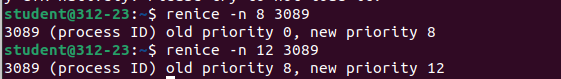 student@312-23:~$ renice -n 8 3089
3089 (process ID) old priority 0, new priority 8
student@312-23:~$ renice -n 12 3089
3089 (process ID) old priority 8, new priority 12